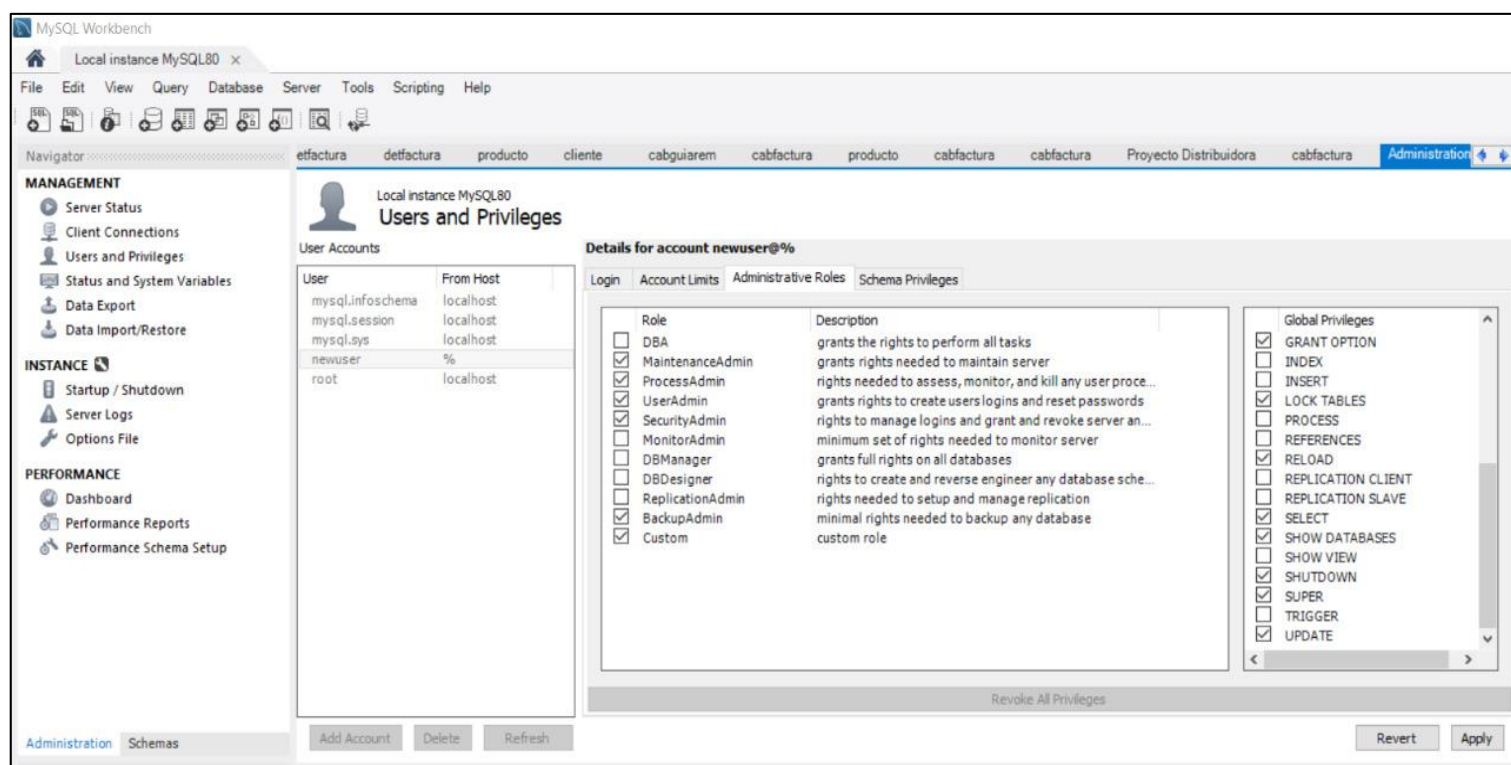 MySQL Workbench
Local instance MySQL80 ×
File Edit View Query Database Server Tools Scripting Help
Navigator
etfactura detfactura producto cliente cabguiarem cabfactura producto cabfactura cabfactura Proyecto Distribuidora cabfactura Administration
MANAGEMENT
Server Status
Client Connections
Users and Privileges
Status and System Variables
Data Export
Data Import/Restore
INSTANCE
Startup / Shutdown
Server Logs
Options File
PERFORMANCE
Dashboard
Performance Reports
Performance Schema Setup
Administration Schemas
Local instance MySQL80
Users and Privileges
User Accounts
User From Host
mysql.infoschema localhost
mysql.session localhost
mysql.sys localhost
newuser %
root localhost
Add Account Delete Refresh
Details for account newuser@%
Login Account Limits Administrative Roles Schema Privileges
Role Description
DBA grants the rights to perform all tasks
MaintenanceAdmin grants rights needed to maintain server
ProcessAdmin rights needed to assess, monitor, and kill any user proce...
UserAdmin grants rights to create users logins and reset passwords
SecurityAdmin rights to manage logins and grant and revoke server an...
MonitorAdmin minimum set of rights needed to monitor server
DBManager grants full rights on all databases
DBDesigner rights to create and reverse engineer any database sche...
ReplicationAdmin rights needed to setup and manage replication
BackupAdmin minimal rights needed to backup any database
Custom custom role
Global Privileges
GRANT OPTION
INDEX
INSERT
LOCK TABLES
PROCESS
REFERENCES
RELOAD
REPLICATION CLIENT
REPLICATION SLAVE
SELECT
SHOW DATABASES
SHOW VIEW
SHUTDOWN
SUPER
TRIGGER
UPDATE
Revoke All Privileges
Revert Apply